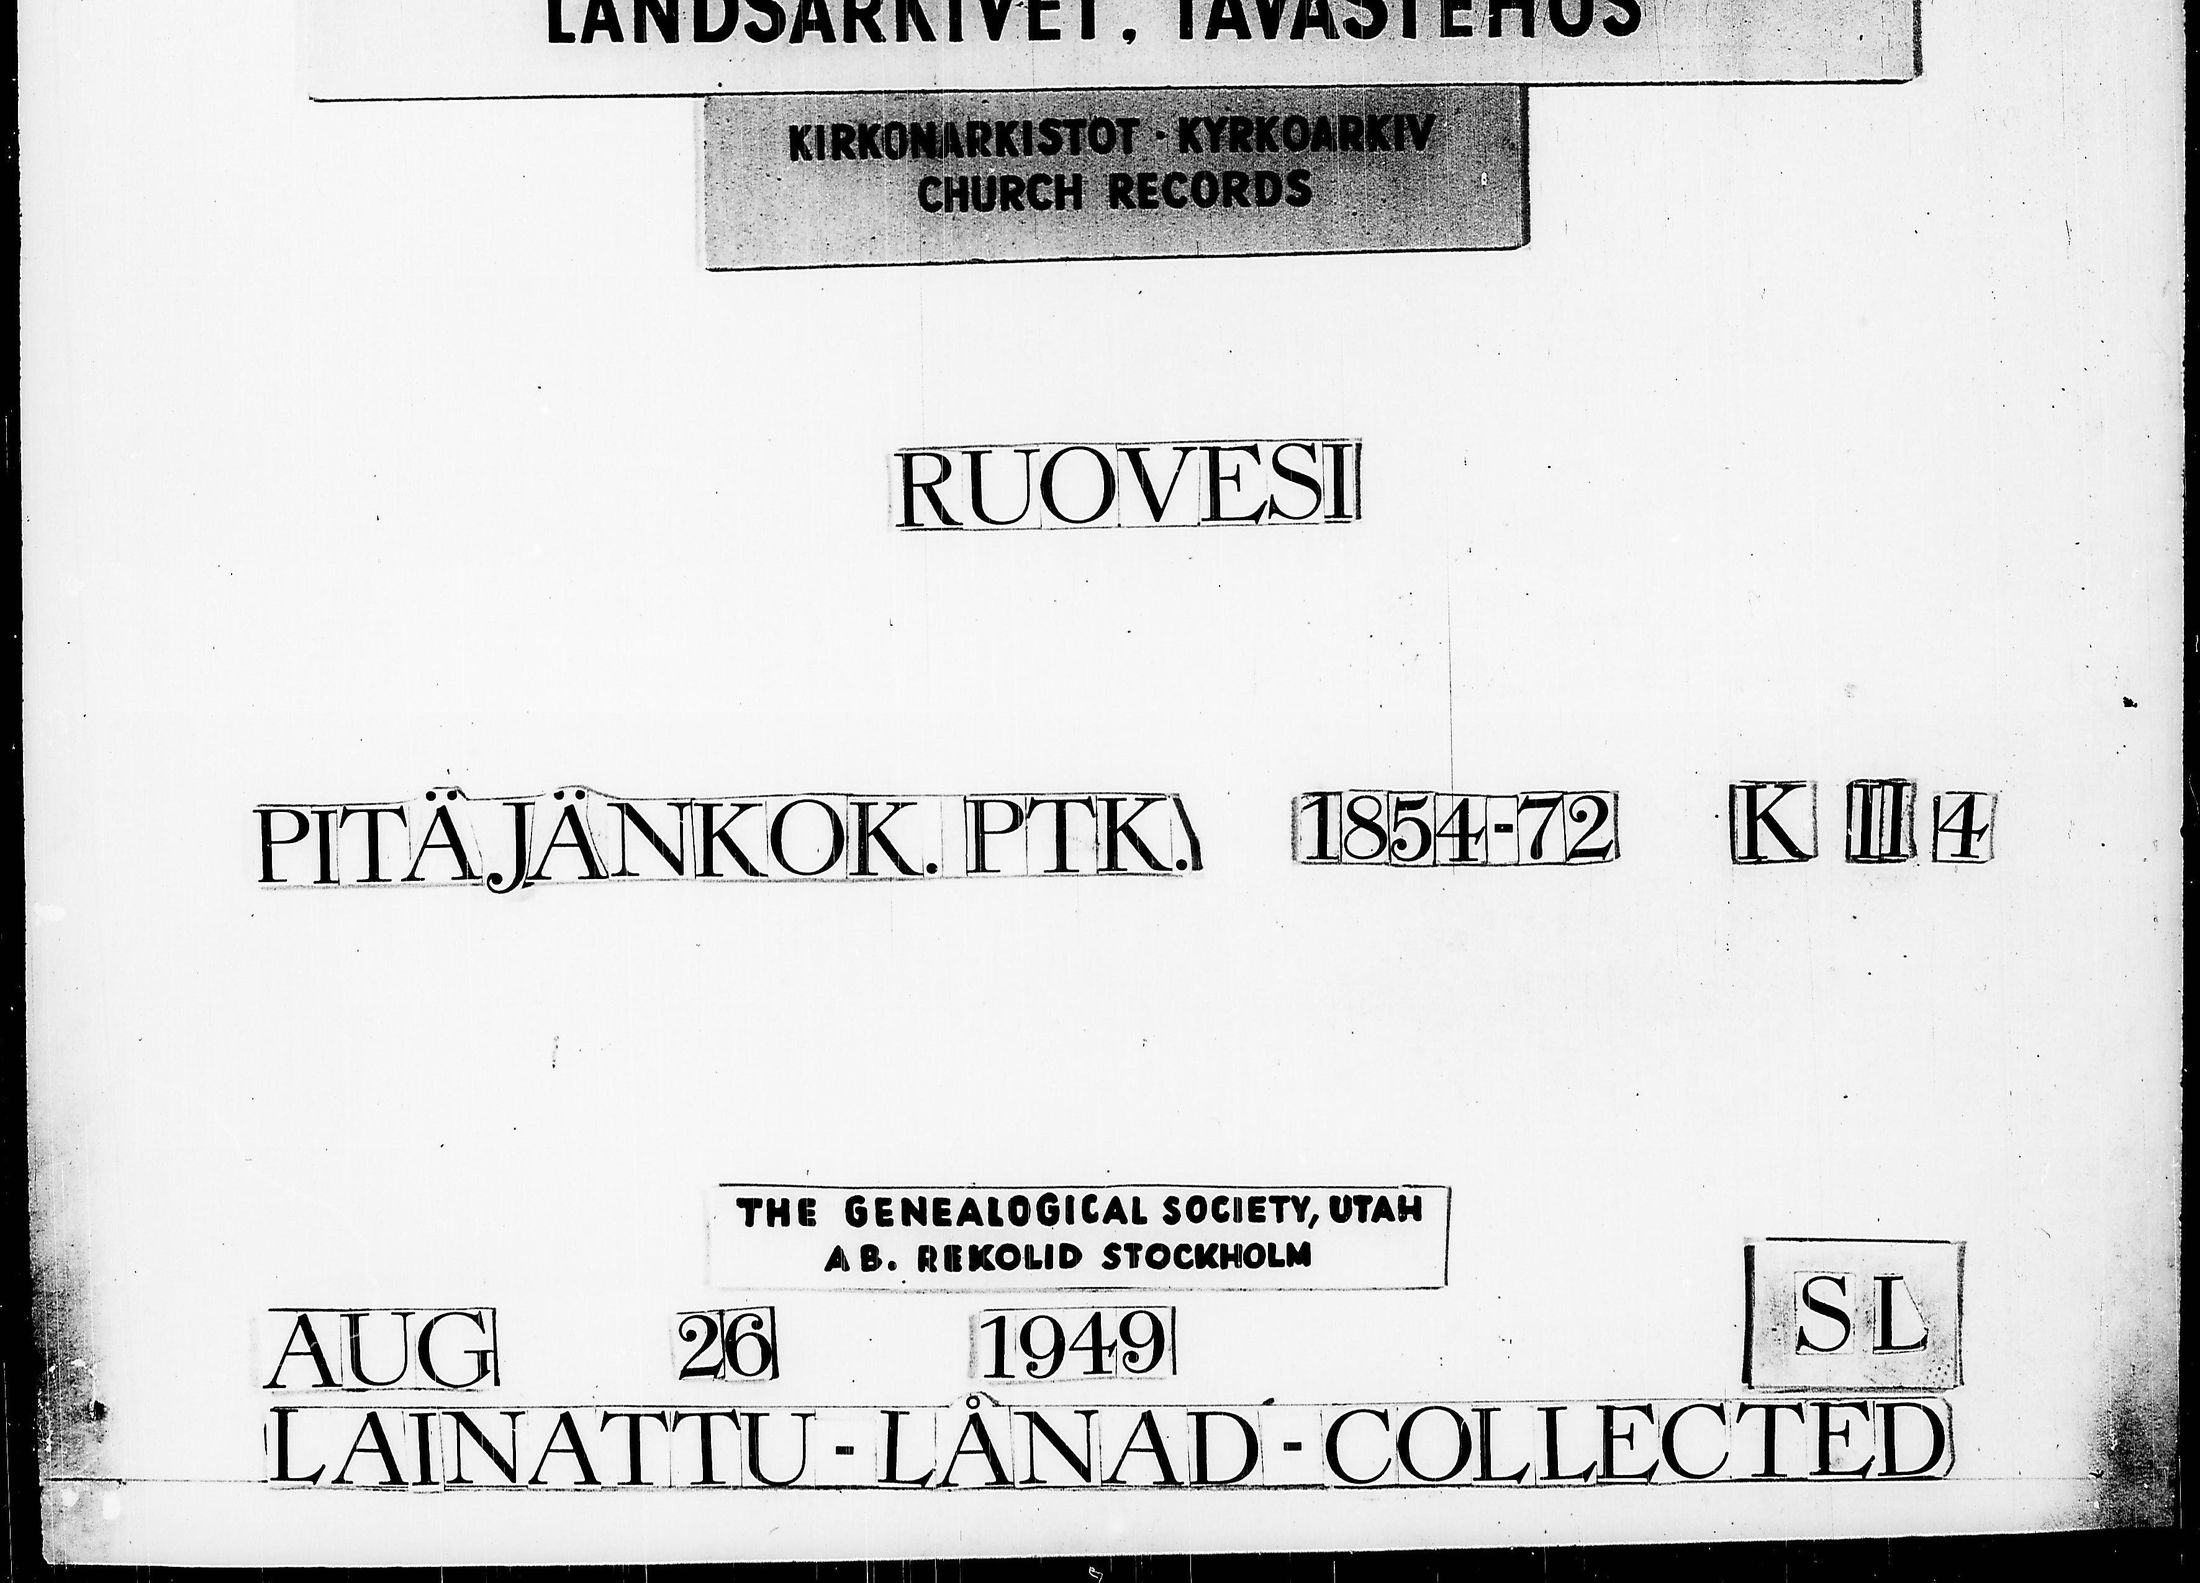 LANDSARKIVET, TAVASTEHUS
KIRKONARKISTOT · KYRKOARKIV
CHURCH RECORDS
RUOVESI
PITÄJÄNKOK. PTK. 1854-72 K II 4
THE GENEALOGICAL SOCIETY, UTAH
AB. REKOLID STOCKHOLM
SL
AUG 26 1949
LAINATTU - LÅNAD - COLLECTED